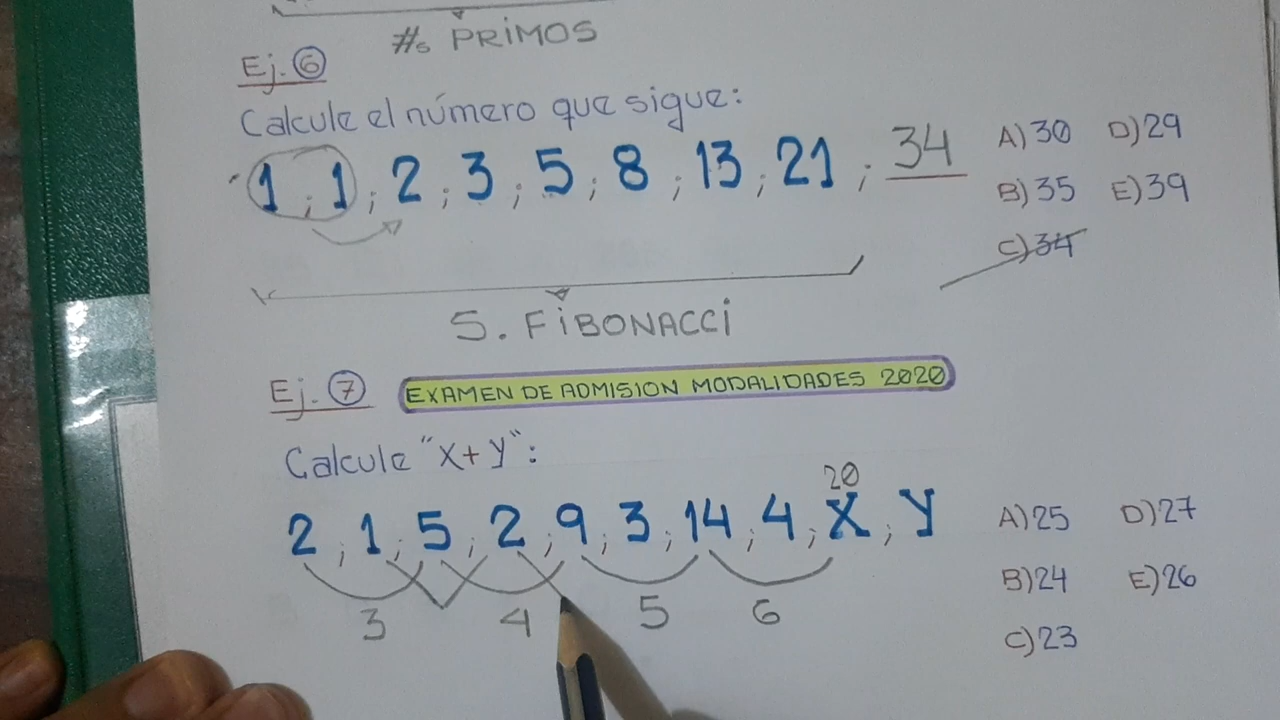 #s PRIMOS
Ej. 6
Calcule el número que sigue:
1 ; 1 ; 2 ; 3 ; 5 ; 8 ; 13 ; 21 ; 34
A) 30 D) 29
B) 35 E) 39
C) 34
S. FIBONACCI
Ej. 7 EXAMEN DE ADMISION MODALIDADES 2020
Calcule "x+y":
20
2 ; 1 ; 5 ; 2 ; 9 ; 3 ; 14 ; 4 ; X ; Y
3 4 5 6
A) 25 D) 27
B) 24 E) 26
C) 23